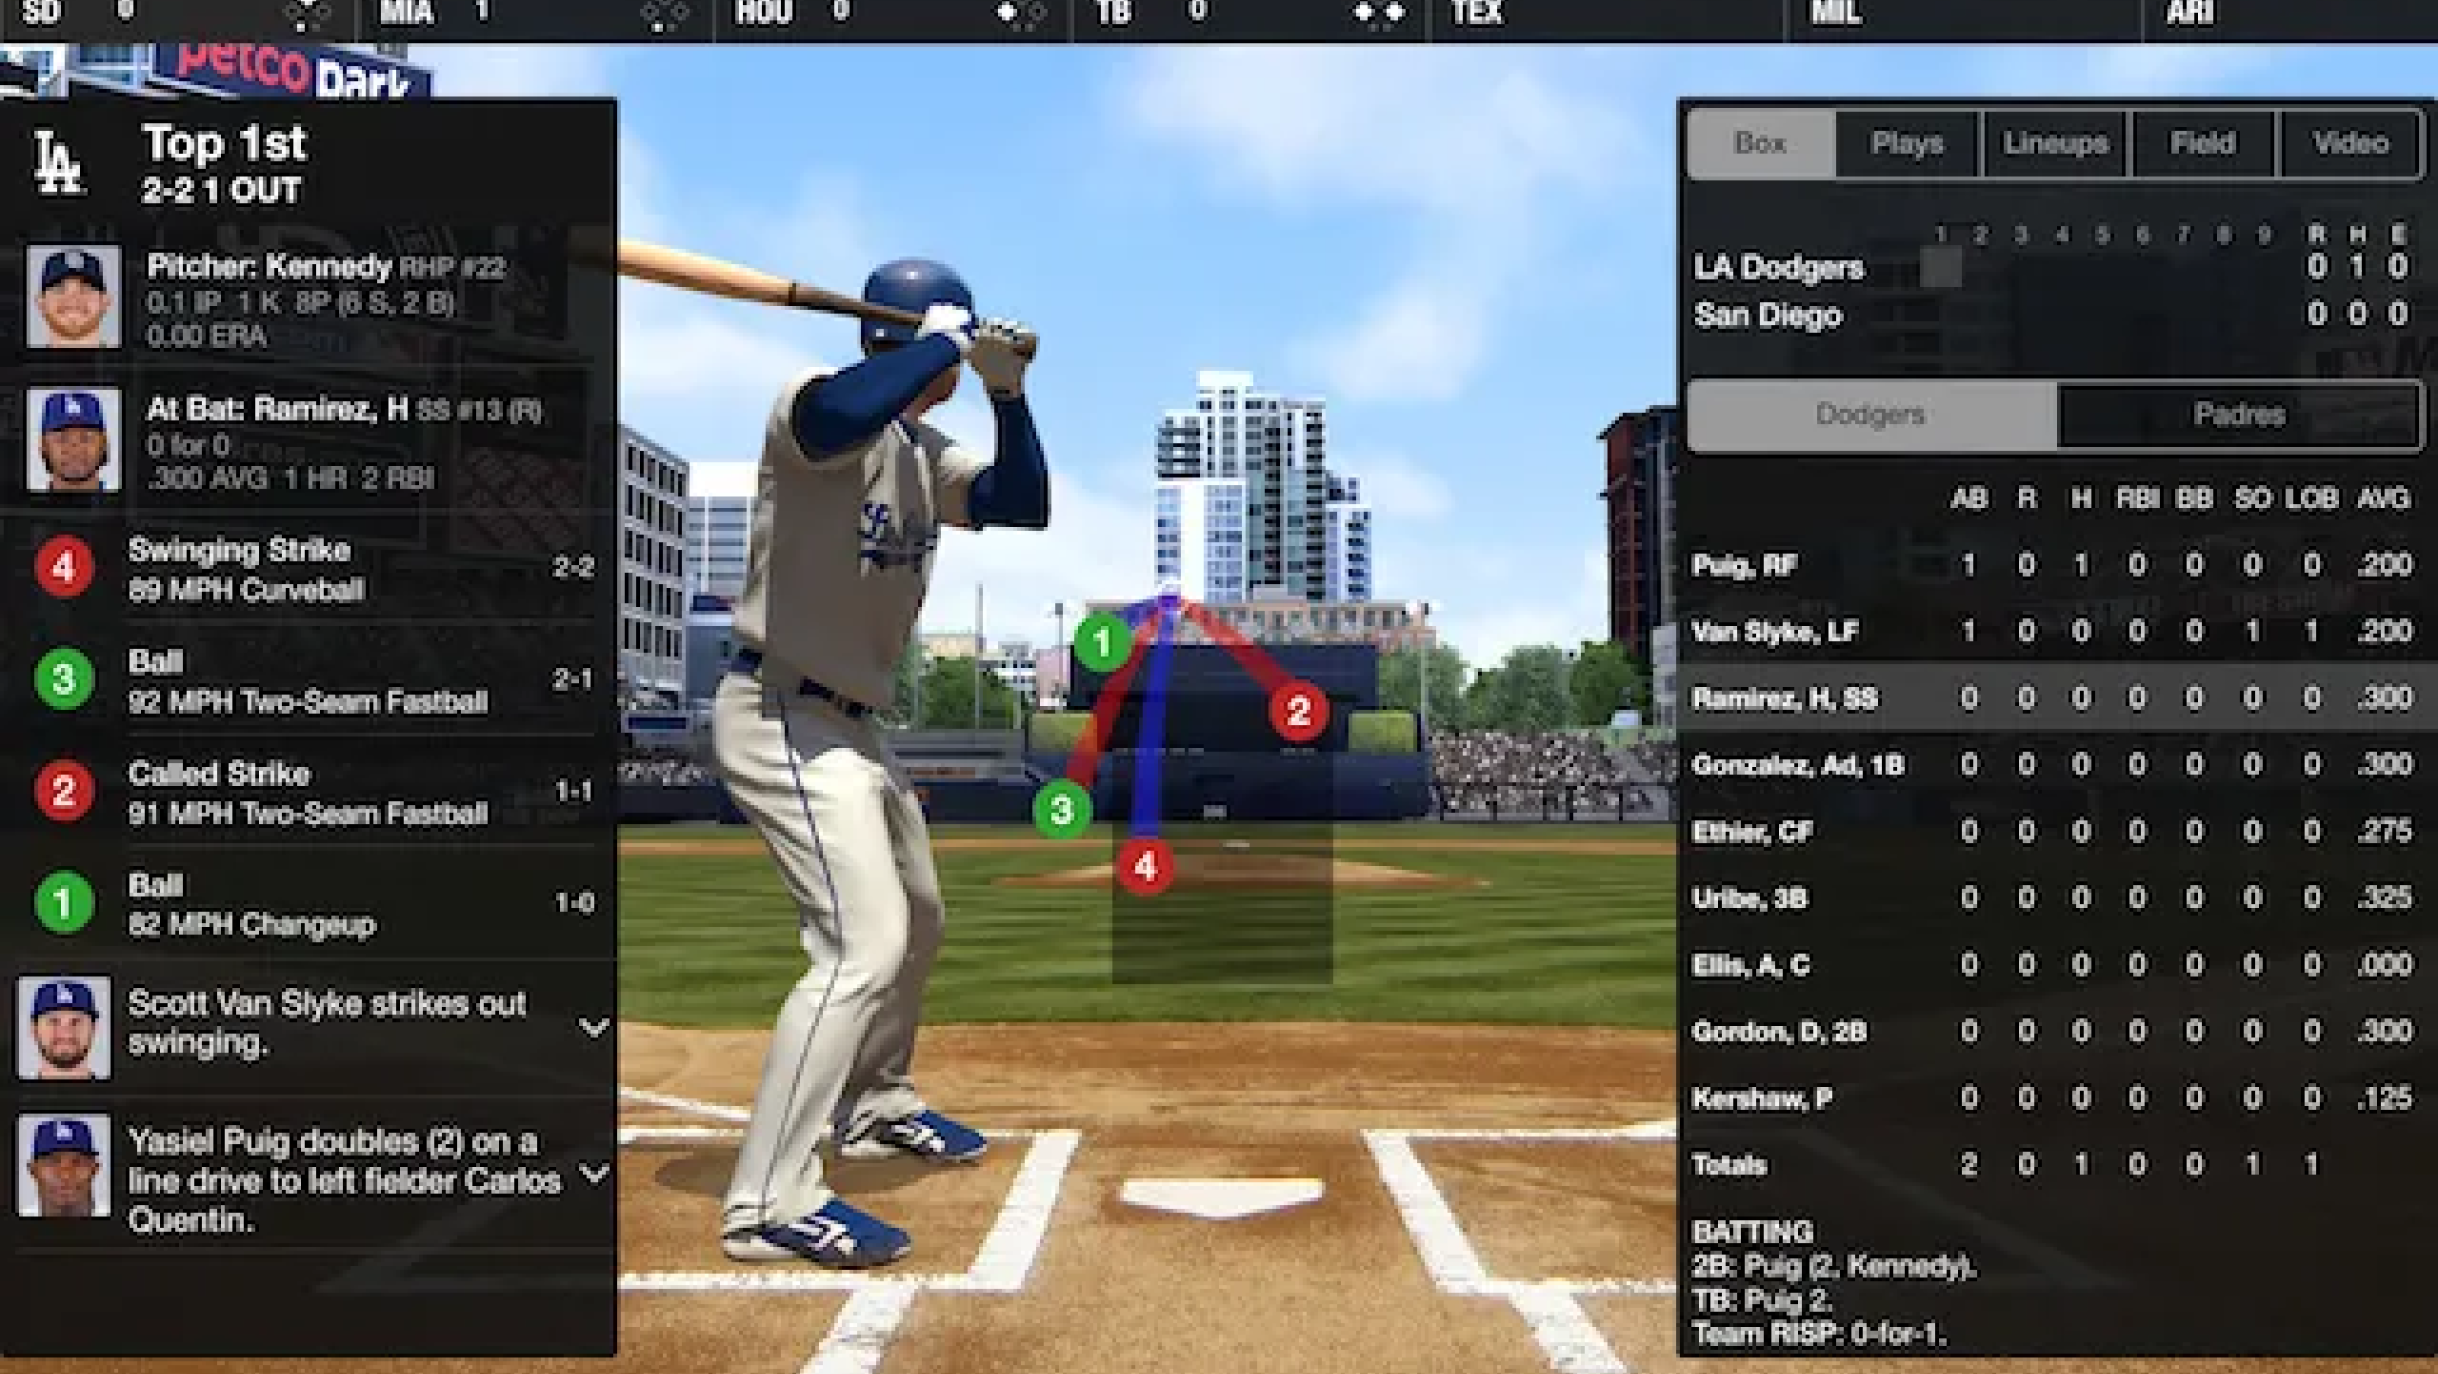 SD 0 MIA 1 HOU 0 TB 0 TEX MIL ARI
petco park
LA
Top 1st
2-2 1 OUT
Pitcher: Kennedy RHP #22
0.1 IP 1 K 8P (6 S, 2 B)
0.00 ERA
At Bat: Ramirez, H SS #13 (R)
0 for 0
.300 AVG 1 HR 2 RBI
4 Swinging Strike 2-2
89 MPH Curveball
3 Ball 2-1
92 MPH Two-Seam Fastball
2 Called Strike 1-1
91 MPH Two-Seam Fastball
1 Ball 1-0
82 MPH Changeup
Scott Van Slyke strikes out
swinging.
Yasiel Puig doubles (2) on a
line drive to left fielder Carlos
Quentin.
1
2
3
4
Box Plays Lineups Field Video
1 2 3 4 5 6 7 8 9 R H E
LA Dodgers 0 1 0
San Diego 0 0 0
Dodgers Padres
AB R H RBI BB SO LOB AVG
Puig, RF 1 0 1 0 0 0 0 .200
Van Slyke, LF 1 0 0 0 0 1 1 .200
Ramirez, H, SS 0 0 0 0 0 0 0 .300
Gonzalez, Ad, 1B 0 0 0 0 0 0 0 .300
Ethier, CF 0 0 0 0 0 0 0 .275
Uribe, 3B 0 0 0 0 0 0 0 .325
Ellis, A, C 0 0 0 0 0 0 0 .000
Gordon, D, 2B 0 0 0 0 0 0 0 .300
Kershaw, P 0 0 0 0 0 0 0 .125
Totals 2 0 1 0 0 1 1
BATTING
2B: Puig (2, Kennedy).
TB: Puig 2.
Team RISP: 0-for-1.